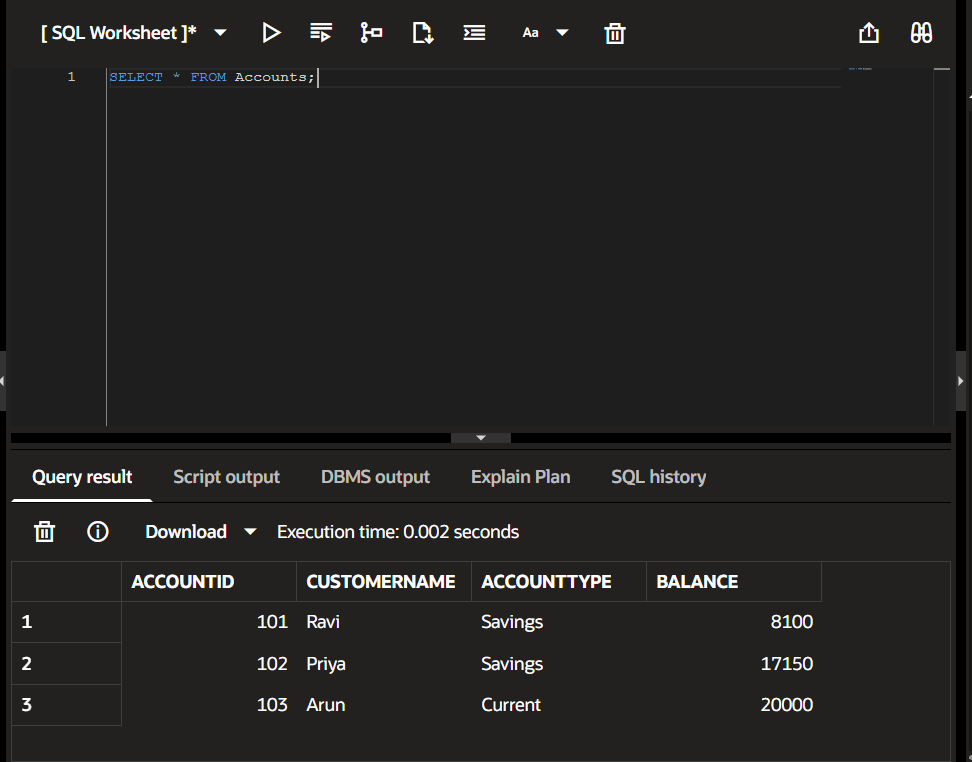 [ SQL Worksheet ]* Aa
1 SELECT * FROM Accounts;
Query result Script output DBMS output Explain Plan SQL history
Download Execution time: 0.002 seconds
ACCOUNTID CUSTOMERNAME ACCOUNTTYPE BALANCE
1 101 Ravi Savings 8100
2 102 Priya Savings 17150
3 103 Arun Current 20000